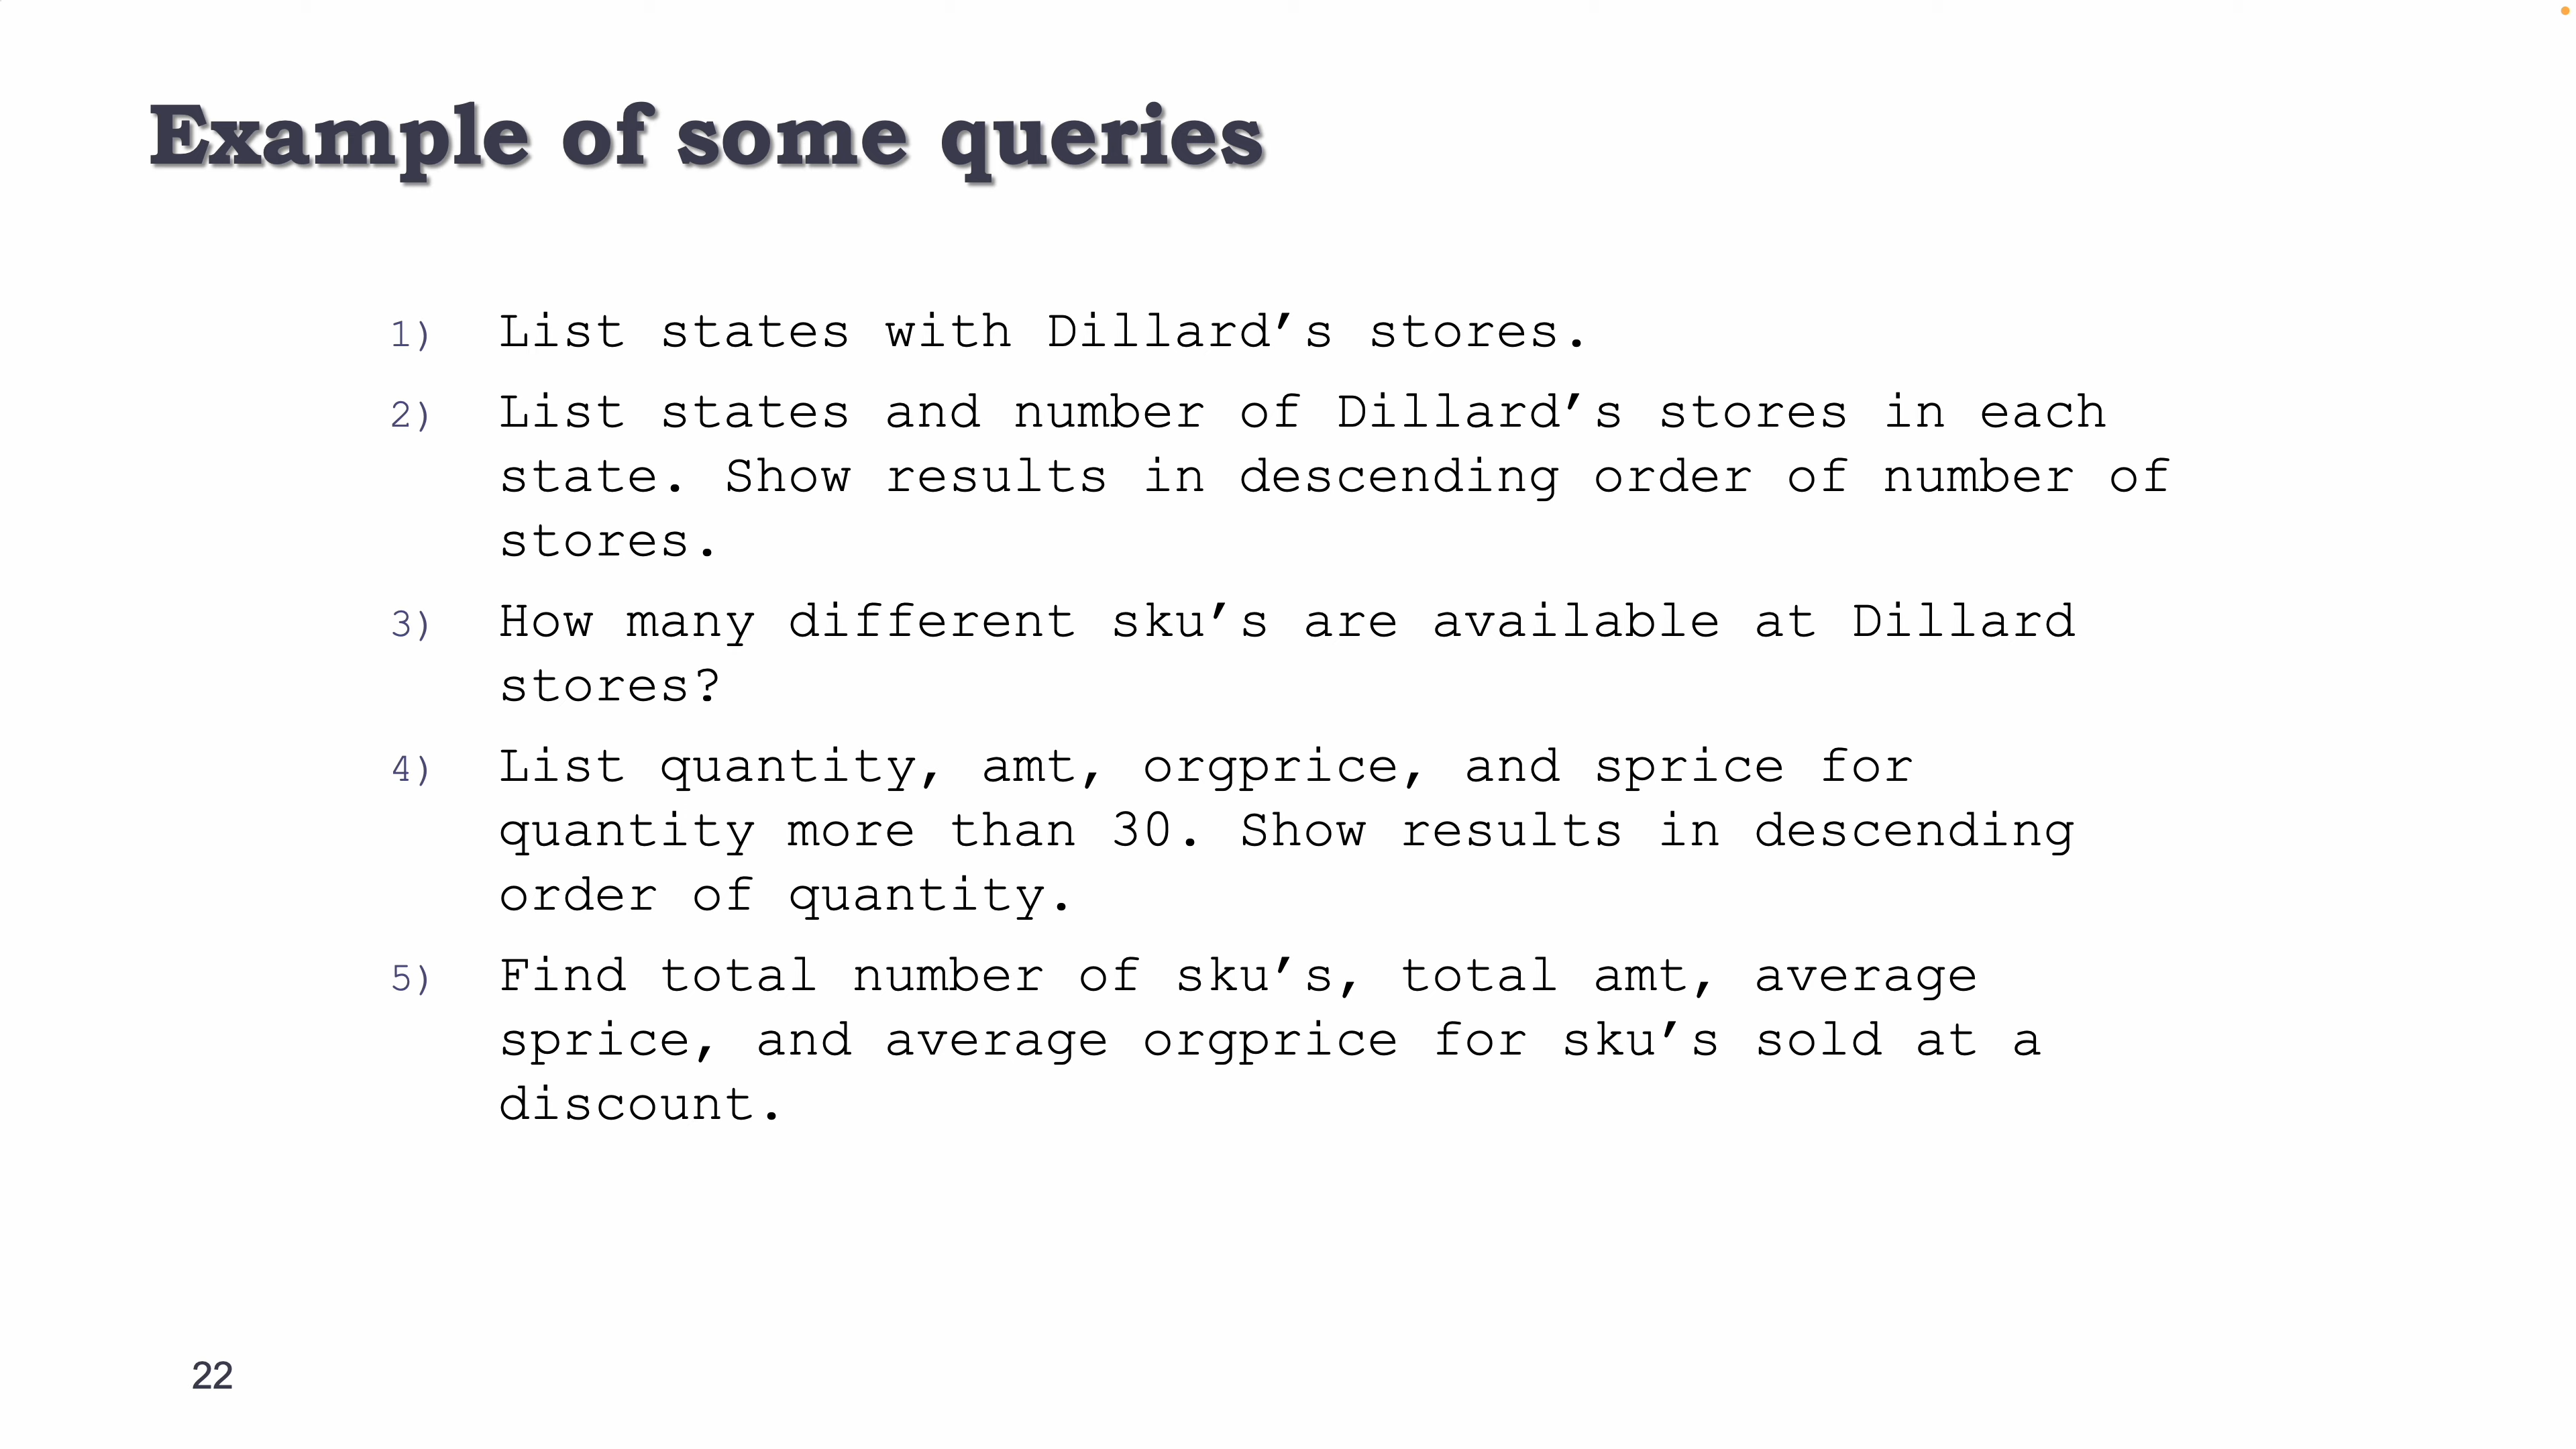 Example of some queries
1) List states with Dillard’s stores.
2) List states and number of Dillard’s stores in each
state. Show results in descending order of number of
stores.
3) How many different sku’s are available at Dillard
stores?
4) List quantity, amt, orgprice, and sprice for
quantity more than 30. Show results in descending
order of quantity.
5) Find total number of sku’s, total amt, average
sprice, and average orgprice for sku’s sold at a
discount.
22